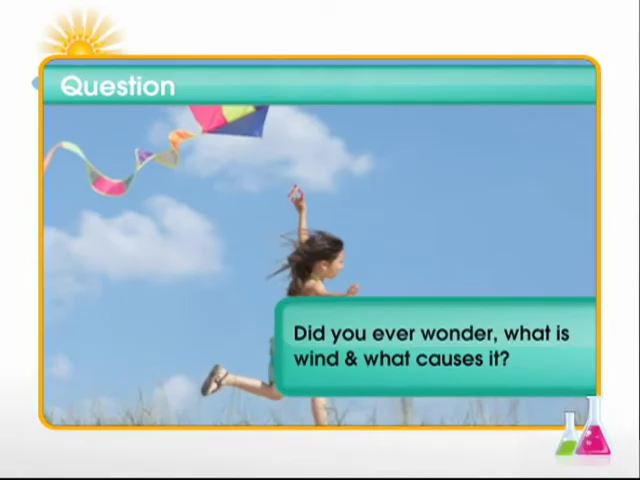 Question
Did you ever wonder, what is
wind & what causes it?